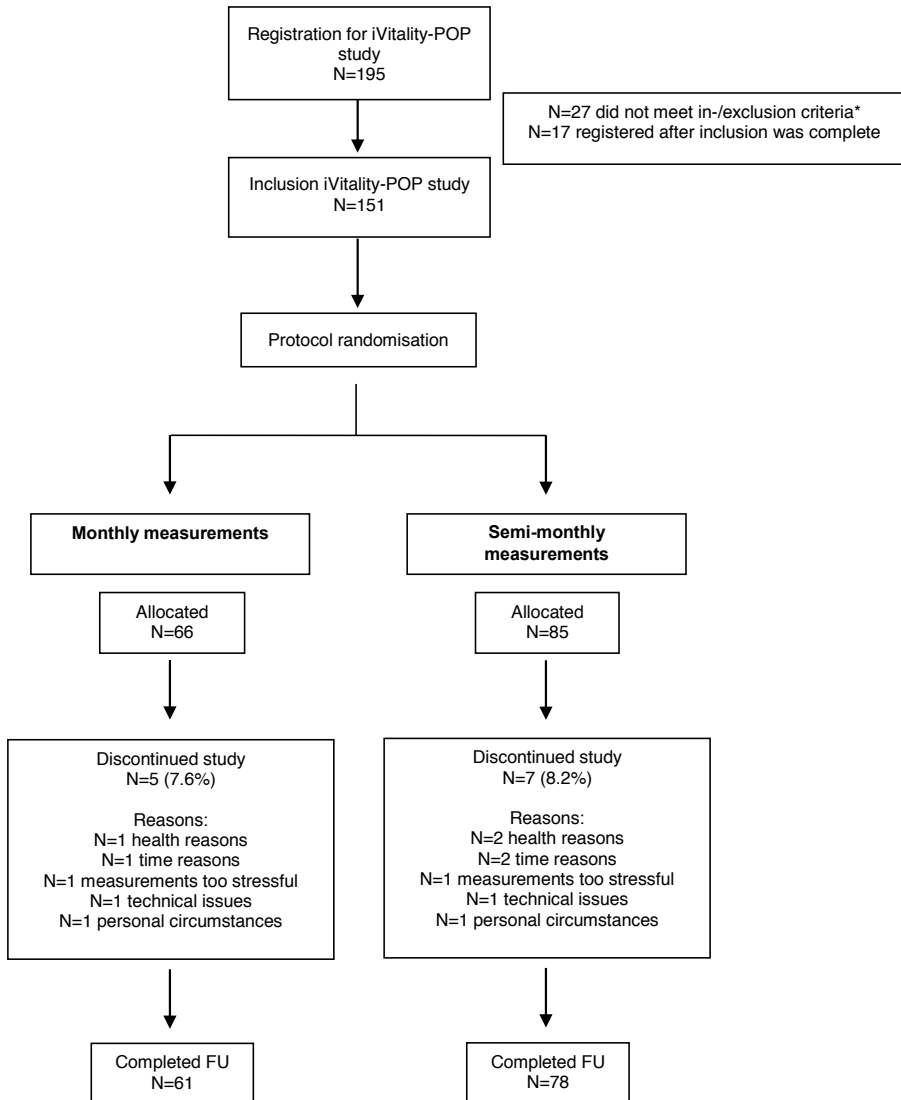 Registration for iVitality-POP
study
N=195
N=27 did not meet in-/exclusion criteria*
N=17 registered after inclusion was complete
Inclusion iVitality-POP study
N=151
Protocol randomisation
Monthly measurements
Semi-monthly
measurements
Allocated
N=66
Allocated
N=85
Discontinued study
N=5 (7.6%)
Reasons:
N=1 health reasons
N=1 time reasons
N=1 measurements too stressful
N=1 technical issues
N=1 personal circumstances
Discontinued study
N=7 (8.2%)
Reasons:
N=2 health reasons
N=2 time reasons
N=1 measurements too stressful
N=1 technical issues
N=1 personal circumstances
Completed FU
N=61
Completed FU
N=78